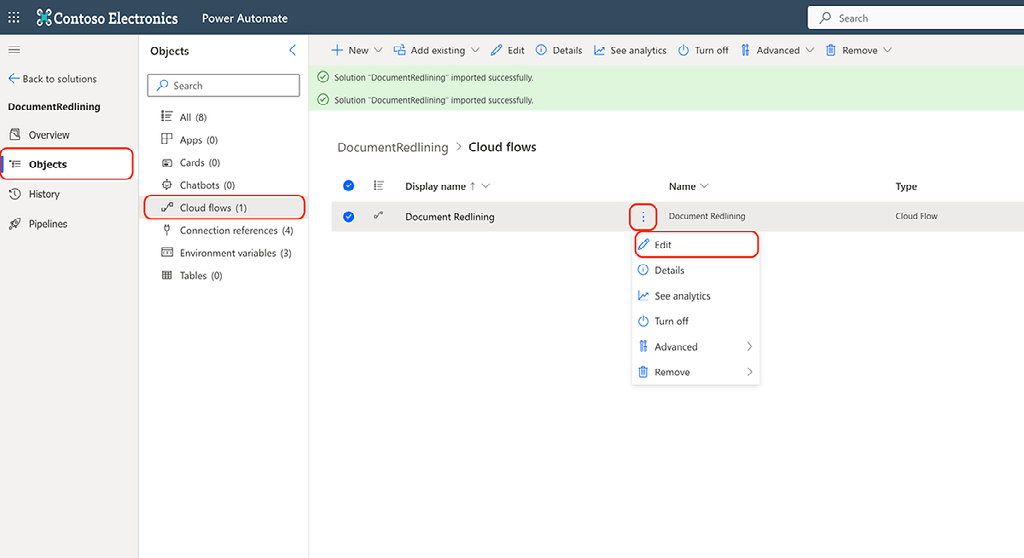 Contoso Electronics Power Automate Search
Back to solutions
DocumentRedlining
Overview
Objects
History
Pipelines
Objects
Search
All (8)
Apps (0)
Cards (0)
Chatbots (0)
Cloud flows (1)
Connection references (4)
Environment variables (3)
Tables (0)
New Add existing Edit Details See analytics Turn off Advanced Remove
Solution "DocumentRedlining" imported successfully.
Solution "DocumentRedlining" imported successfully.
DocumentRedlining > Cloud flows
Display name ↑ Name Type
Document Redlining Document Redlining Cloud Flow
Edit
Details
See analytics
Turn off
Advanced
Remove